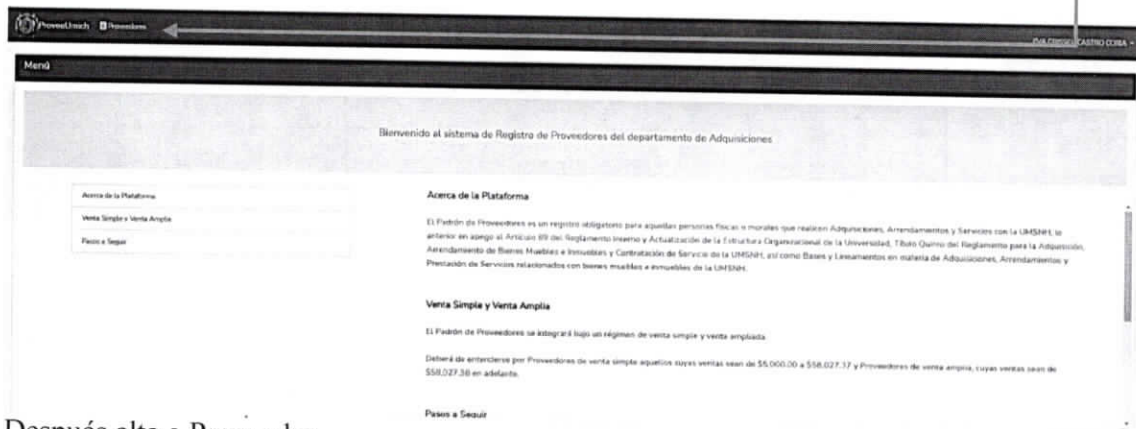 ProveeUmich Proveedores
CASTRO
Menú
Bienvenido al sistema de Registro de Proveedores del departamento de Adquisiciones
Acerca de la Plataforma
Venta Simple y Venta Amplia
Pasos a Seguir
Acerca de la Plataforma
El Padrón de Proveedores es un registro obligatorio para aquellas personas físicas o morales que realicen Adquisiciones, Arrendamientos y Servicios con la UMSNH, lo
anterior en apego al Artículo 89 del Reglamento Interno y Actualización de la Estructura Organizacional de la Universidad, Título Quinto del Reglamento para la Adquisición,
Arrendamiento de Bienes Muebles e Inmuebles y Contratación de Servicio de la UMSNH, así como Bases y Lineamientos en materia de Adquisiciones, Arrendamientos y
Prestación de Servicios relacionados con bienes muebles e inmuebles de la UMSNH.
Venta Simple y Venta Amplia
El Padrón de Proveedores se integrará bajo un régimen de venta simple y venta ampliada.
Deberá de entenderse por Proveedores de venta simple aquellos cuyas ventas sean de $5,000.00 a $58,027.37 y Proveedores de venta amplia, cuyas ventas sean de
$58,027.38 en adelante.
Pasos a Seguir
Después alta a